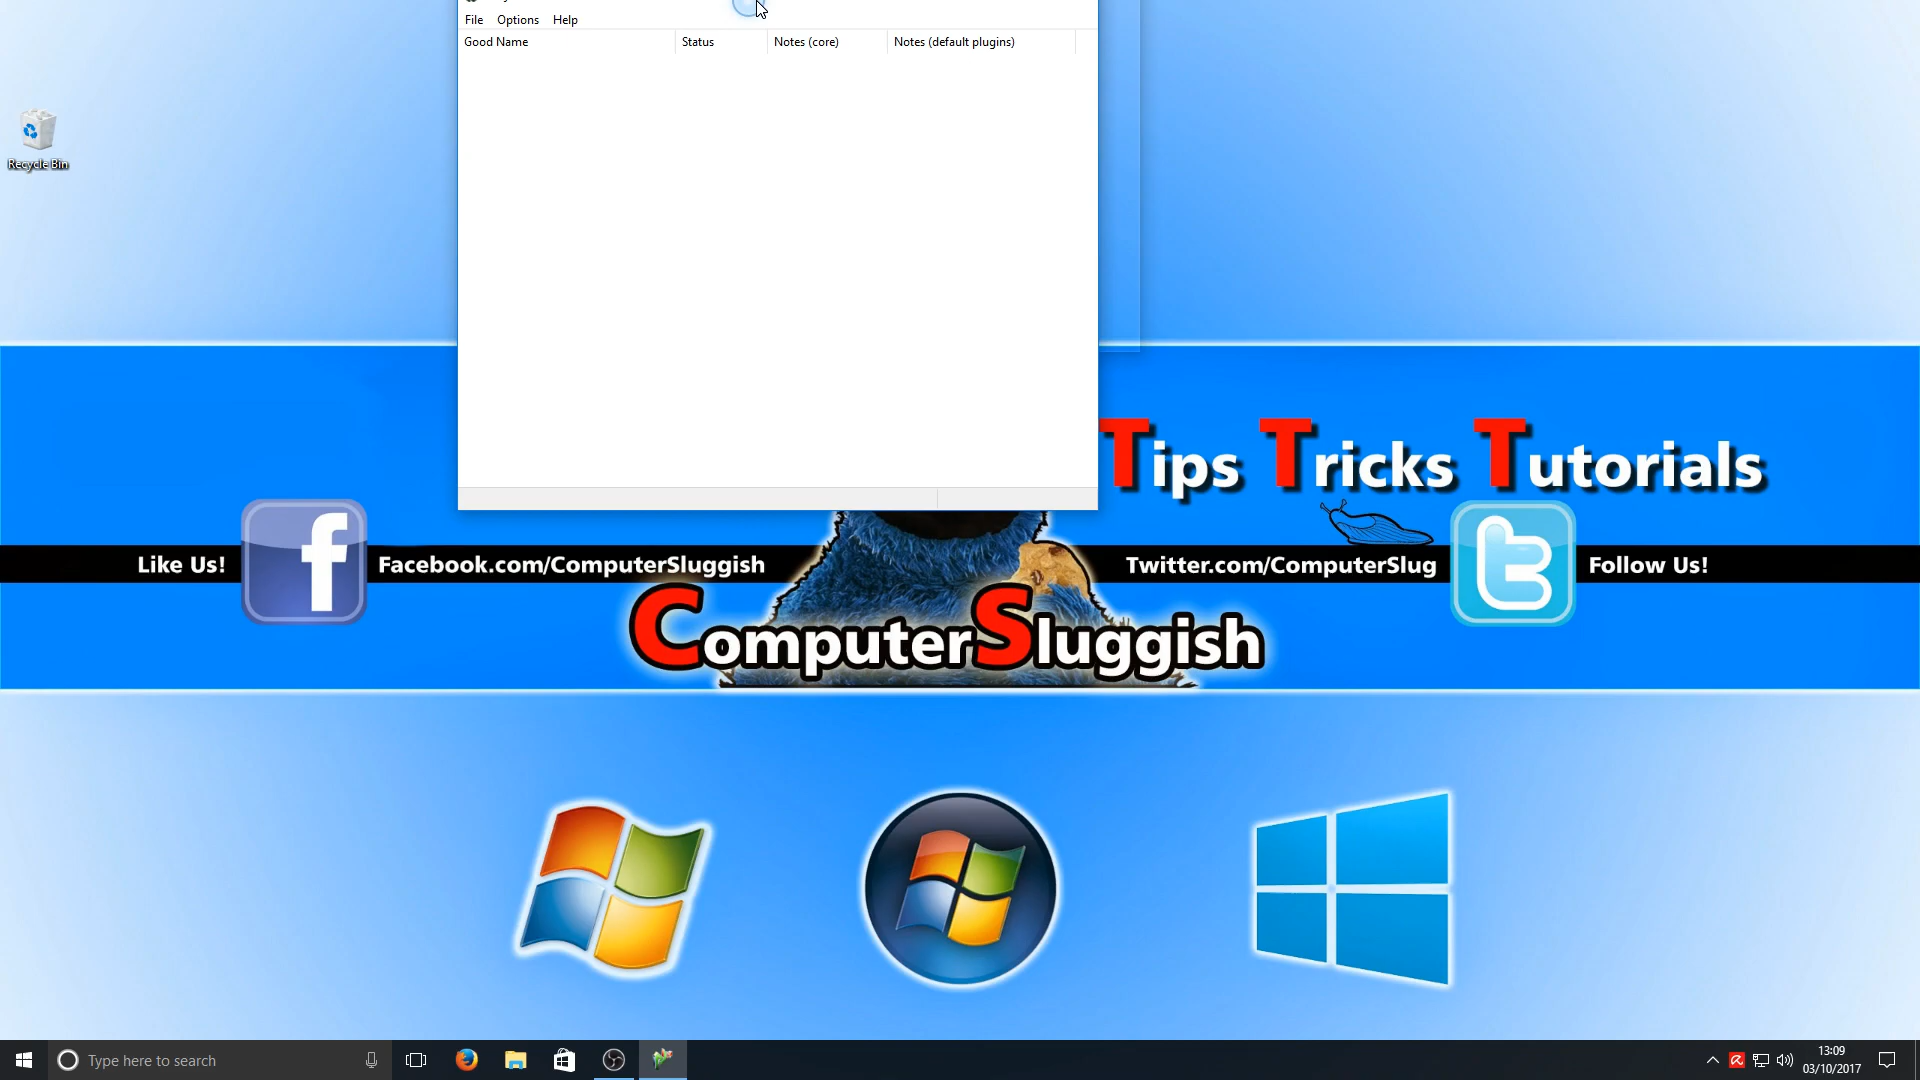 File Options Help
Good Name Status Notes (core) Notes (default plugins)
Recycle Bin
Tips Tricks Tutorials
Like Us! Facebook.com/ComputerSluggish Twitter.com/ComputerSlug Follow Us!
ComputerSluggish
Type here to search
13:09
03/10/2017